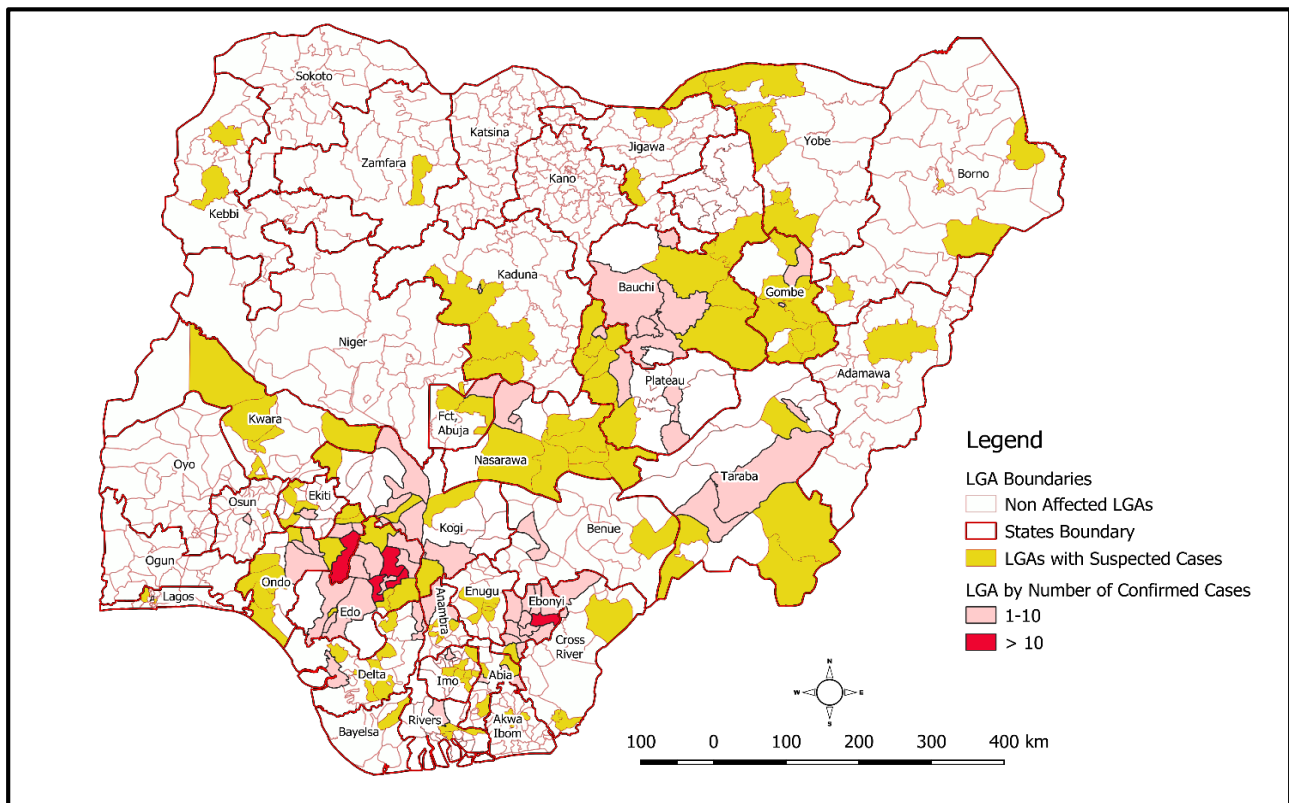 Sokoto
Katsina
Jigawa
Yobe
Zamfara
Kano
Borno
Kebbi
Kaduna
Bauchi
Gombe
Niger
Plateau
Adamawa
Fct,
Abuja
Kwara
Nasarawa
Oyo
Taraba
Ekiti
Osun
Kogi
Benue
Ogun
Ondo
Lagos
Enugu
Ebonyi
Anambra
Edo
Cross
River
Delta
Imo
Abia
Bayelsa
Rivers
Akwa
Ibom
Legend
LGA Boundaries
Non Affected LGAs
States Boundary
LGAs with Suspected Cases
LGA by Number of Confirmed Cases
1-10
> 10
N
W
E
S
100 0 100 200 300 400 km